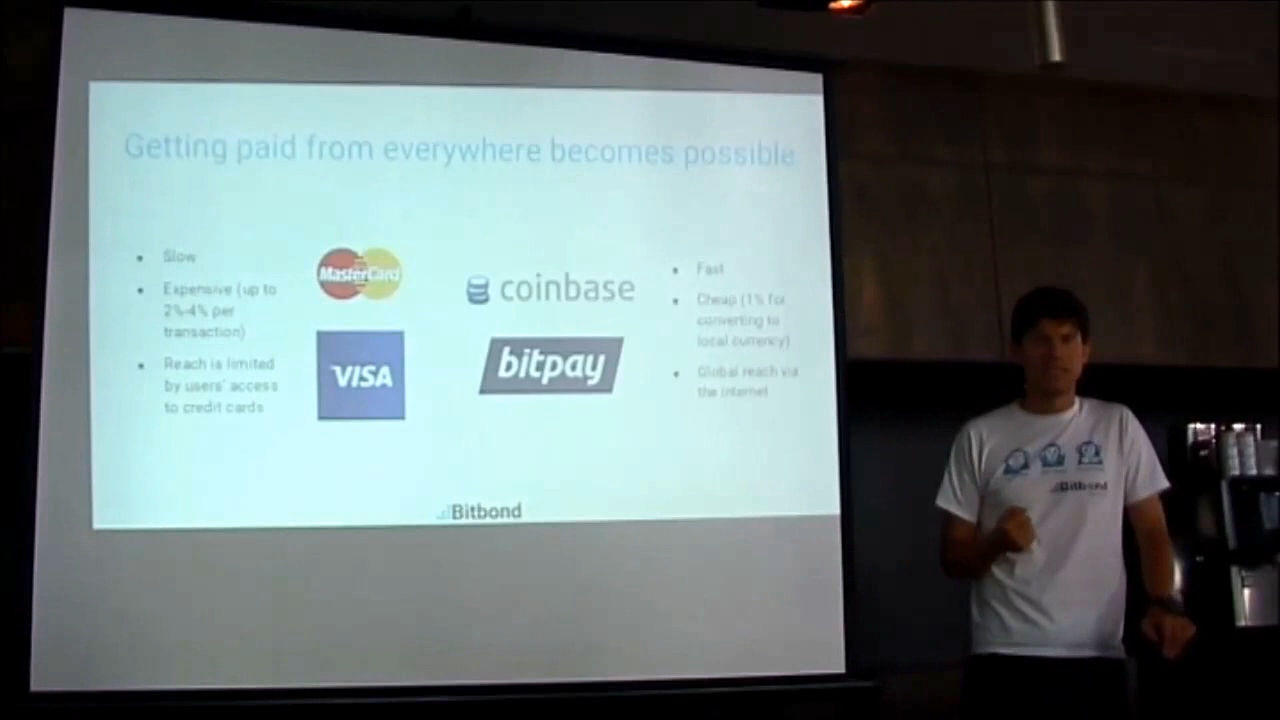 Getting paid from everywhere becomes possible
Slow
Expensive (up to
2%-4% per
transaction)
Reach is limited
by users' access
to credit cards
MasterCard
VISA
coinbase
bitpay
Fast
Cheap (1% for
converting to
local currency)
Global reach via
the internet
Bitbond
Bitbond